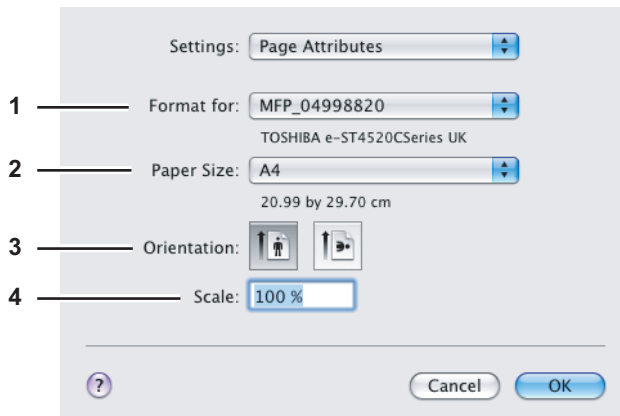 Settings: Page Attributes
1 Format for: MFP_04998820
TOSHIBA e-ST4520CSeries UK
2 Paper Size: A4
20.99 by 29.70 cm
3 Orientation:
4 Scale: 100 %
? Cancel OK